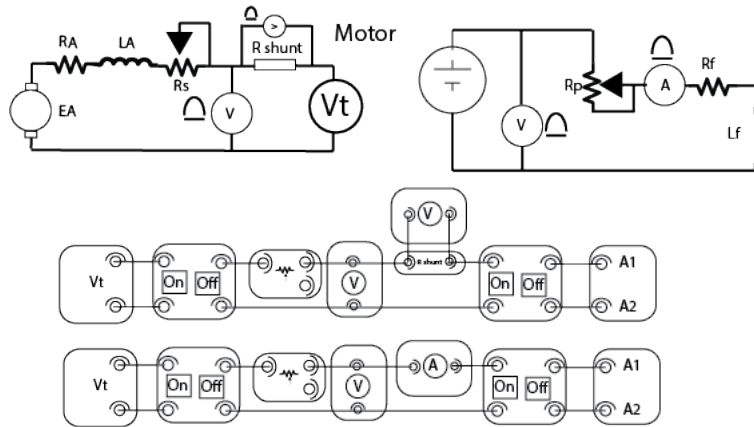 RA LA Rs > R shunt Motor
EA V Vt
Rp A Rf
V Lf
V
Vt On Off V R shunt On Off A1
A2
Vt On Off V A On Off A1
A2